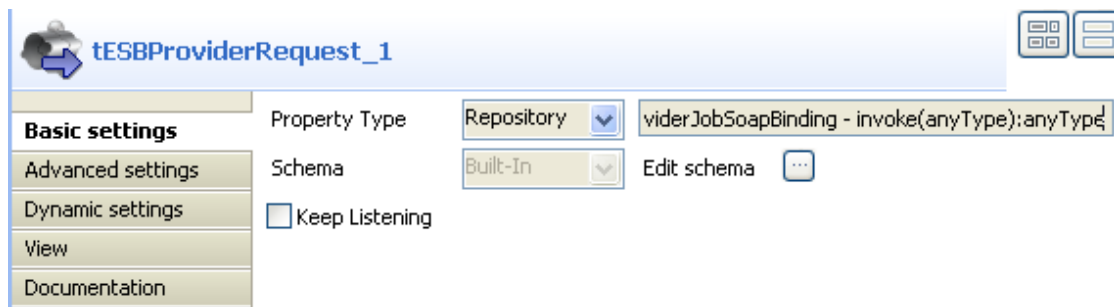 tESBProviderRequest_1
Basic settings
Advanced settings
Dynamic settings
View
Documentation
Property Type Repository viderJobSoapBinding - invoke(anyType):anyType
Schema Built-In Edit schema ...
Keep Listening